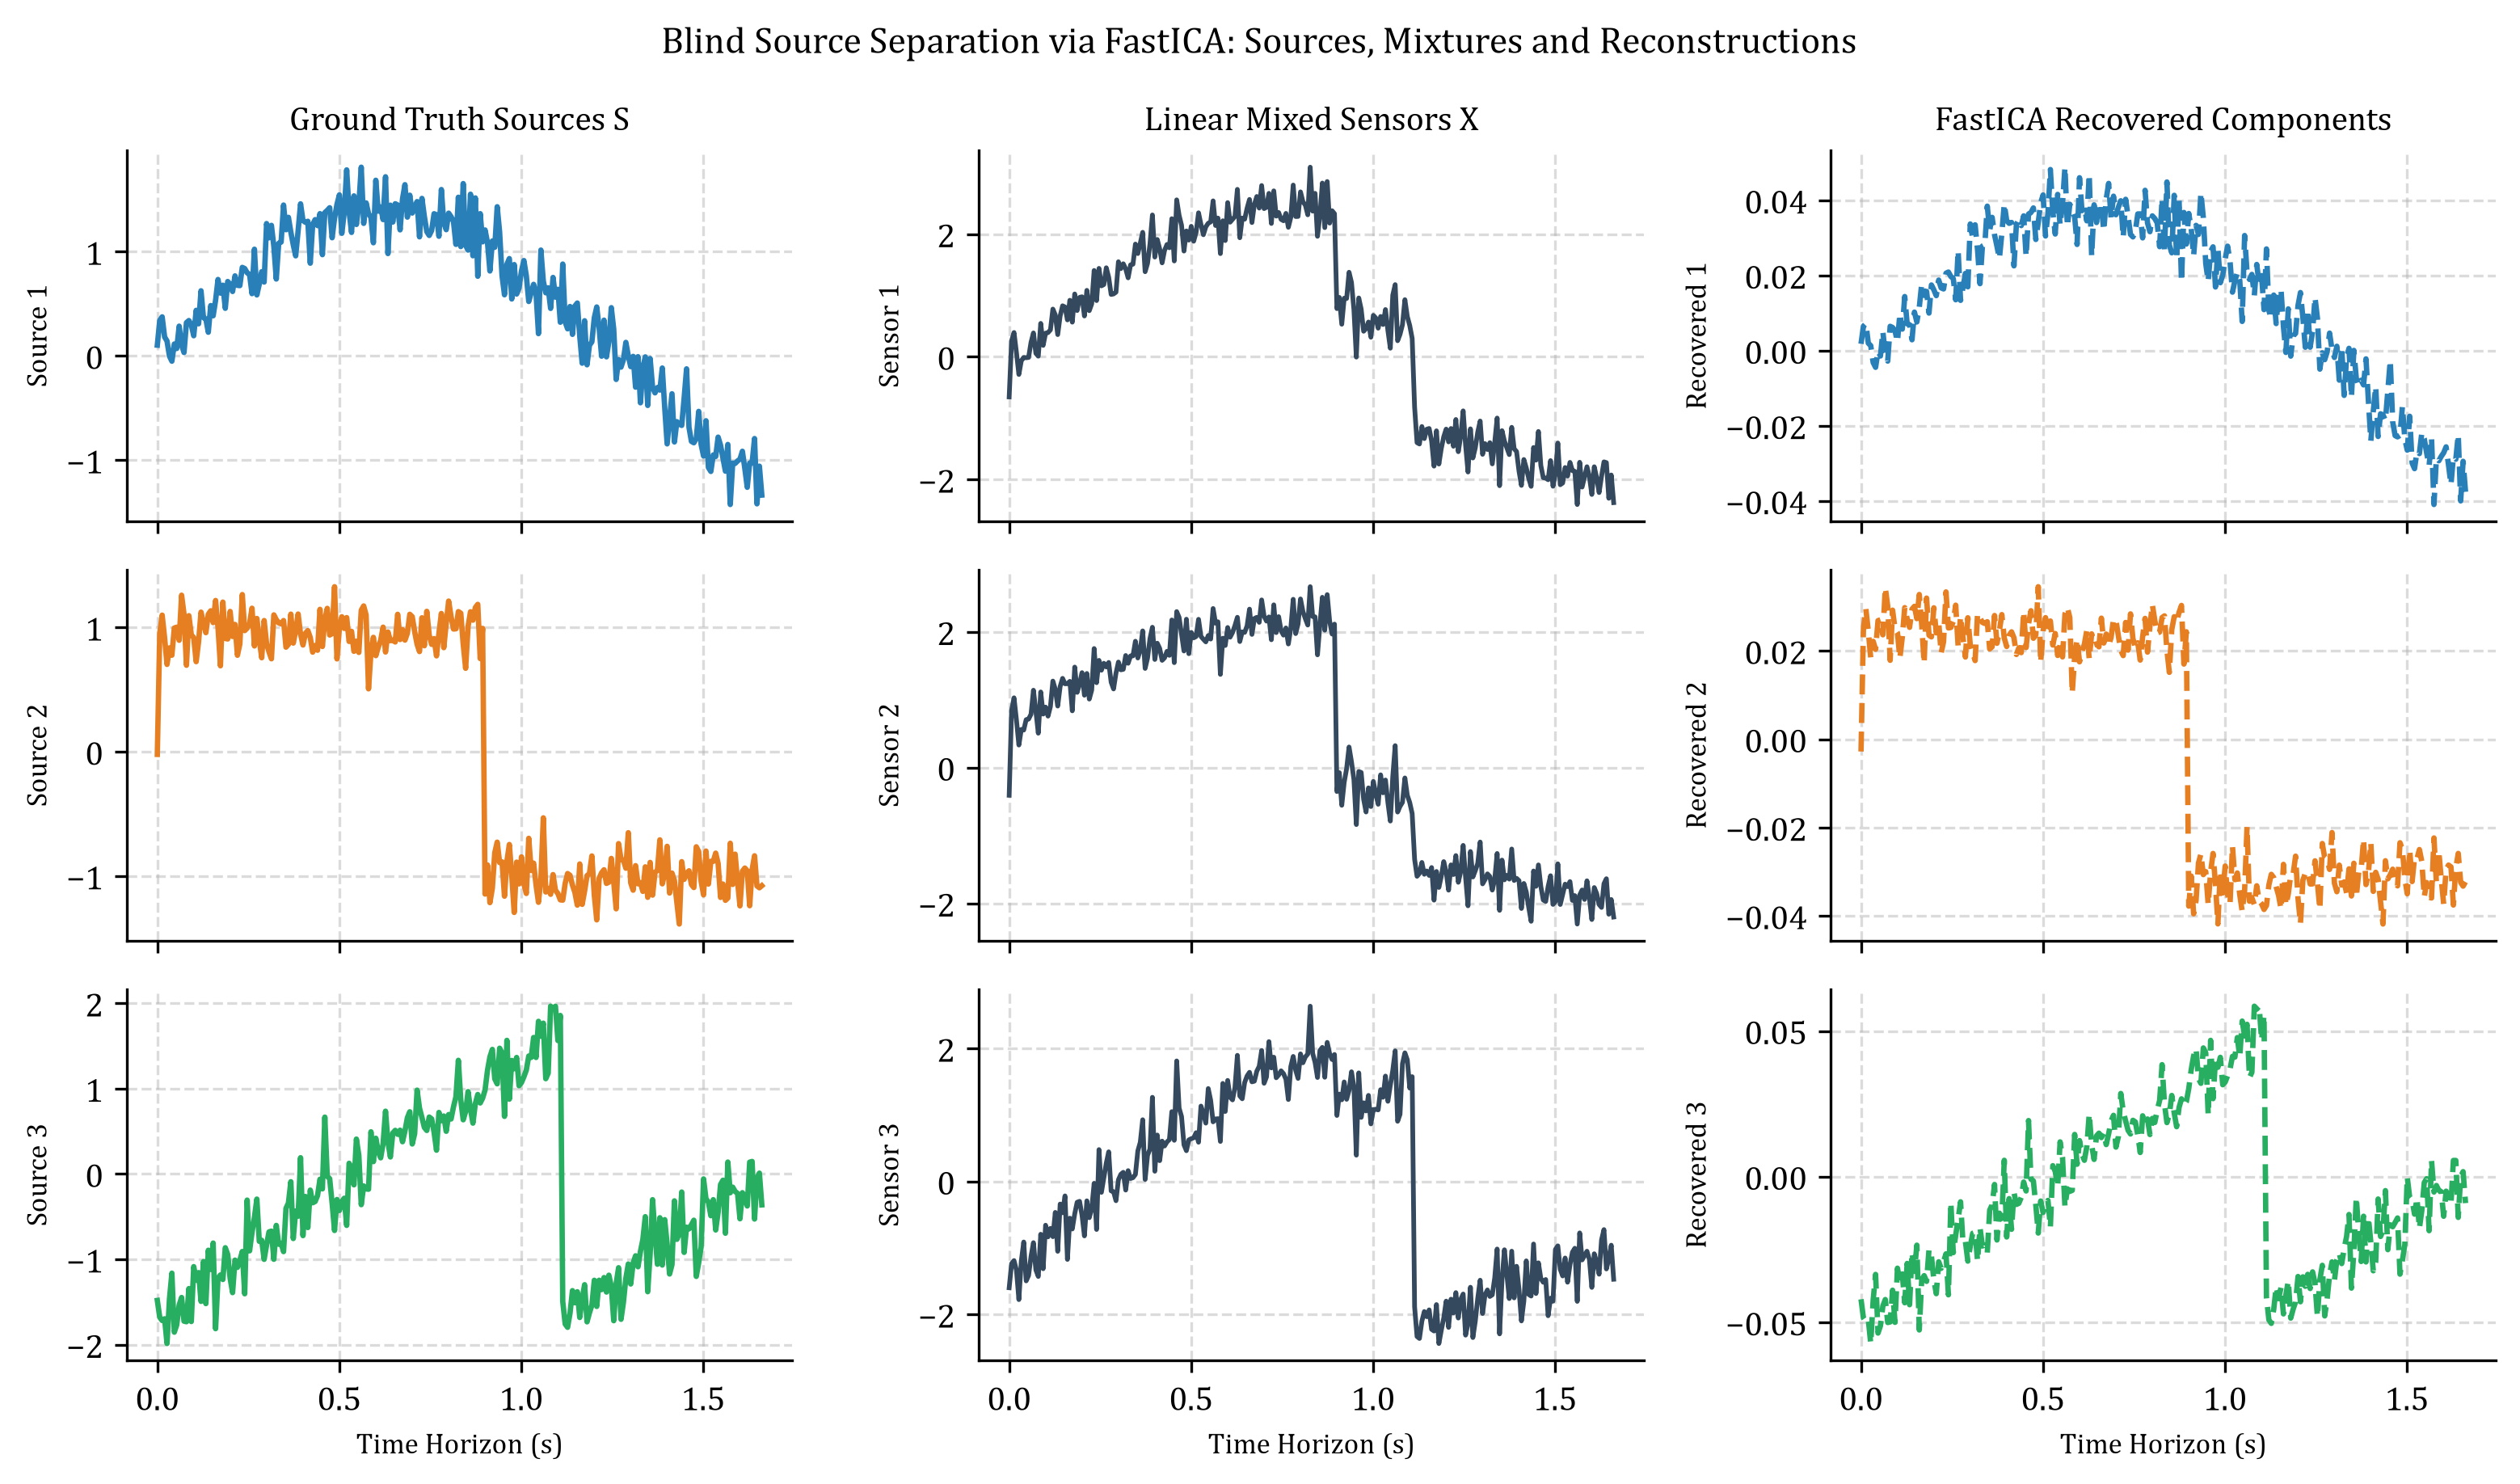 Blind Source Separation via FastICA: Sources, Mixtures and Reconstructions
Ground Truth Sources S
Linear Mixed Sensors X
FastICA Recovered Components
Source 1
1
0
−1
Sensor 1
2
0
−2
Recovered 1
0.04
0.02
0.00
−0.02
−0.04
Source 2
1
0
−1
Sensor 2
2
0
−2
Recovered 2
0.02
0.00
−0.02
−0.04
Source 3
2
1
0
−1
−2
Sensor 3
2
0
−2
Recovered 3
0.05
0.00
−0.05
0.0 0.5 1.0 1.5
0.0 0.5 1.0 1.5
0.0 0.5 1.0 1.5
Time Horizon (s)
Time Horizon (s)
Time Horizon (s)